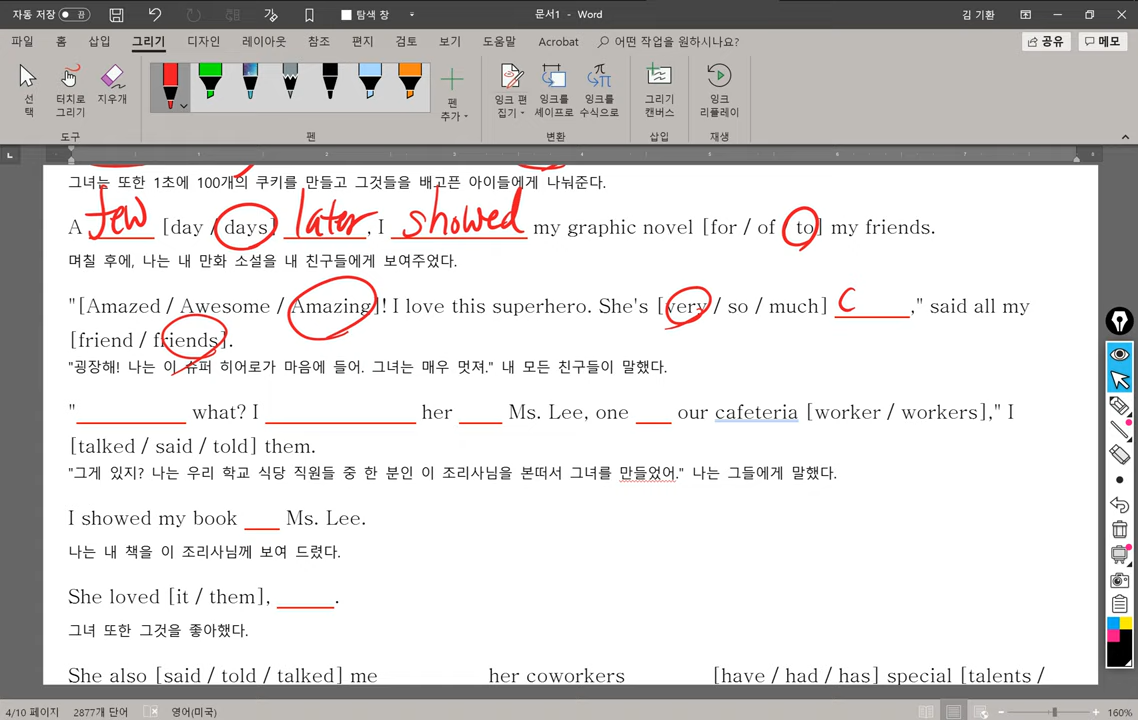 자동 저장 끔 탐색 창 문서1 - Word 김 기환
파일 홈 삽입 그리기 디자인 레이아웃 참조 편지 검토 보기 도움말 Acrobat 어떤 작업을 원하시나요? 공유 메모
선택 터치로 그리기 지우개 펜 추가 잉크 편집기 잉크를 셰이프로 잉크를 수식으로 그리기 캔버스 잉크 리플레이
도구 펜 변환 삽입 재생
그녀는 또한 1초에 100개의 쿠키를 만들고 그것들을 배고픈 아이들에게 나눠준다.
A few [day / days] later, I showed my graphic novel [for / of to] my friends.
며칠 후에, 나는 내 만화 소설을 내 친구들에게 보여주었다.
"[Amazed / Awesome / Amazing]! I love this superhero. She's [very / so / much] C," said all my
[friend / friends].
"굉장해! 나는 이 슈퍼 히어로가 마음에 들어. 그녀는 매우 멋져." 내 모든 친구들이 말했다.
"____ what? I ____ her ____ Ms. Lee, one ____ our cafeteria [worker / workers]," I
[talked / said / told] them.
"그게 있지? 나는 우리 학교 식당 직원들 중 한 분인 이 조리사님을 본떠서 그녀를 만들었어." 나는 그들에게 말했다.
I showed my book ____ Ms. Lee.
나는 내 책을 이 조리사님께 보여 드렸다.
She loved [it / them], ____.
그녀 또한 그것을 좋아했다.
She also [said / told / talked] me her coworkers [have / had / has] special [talents /
4/10 페이지 2877개 단어 영어(미국) 160%